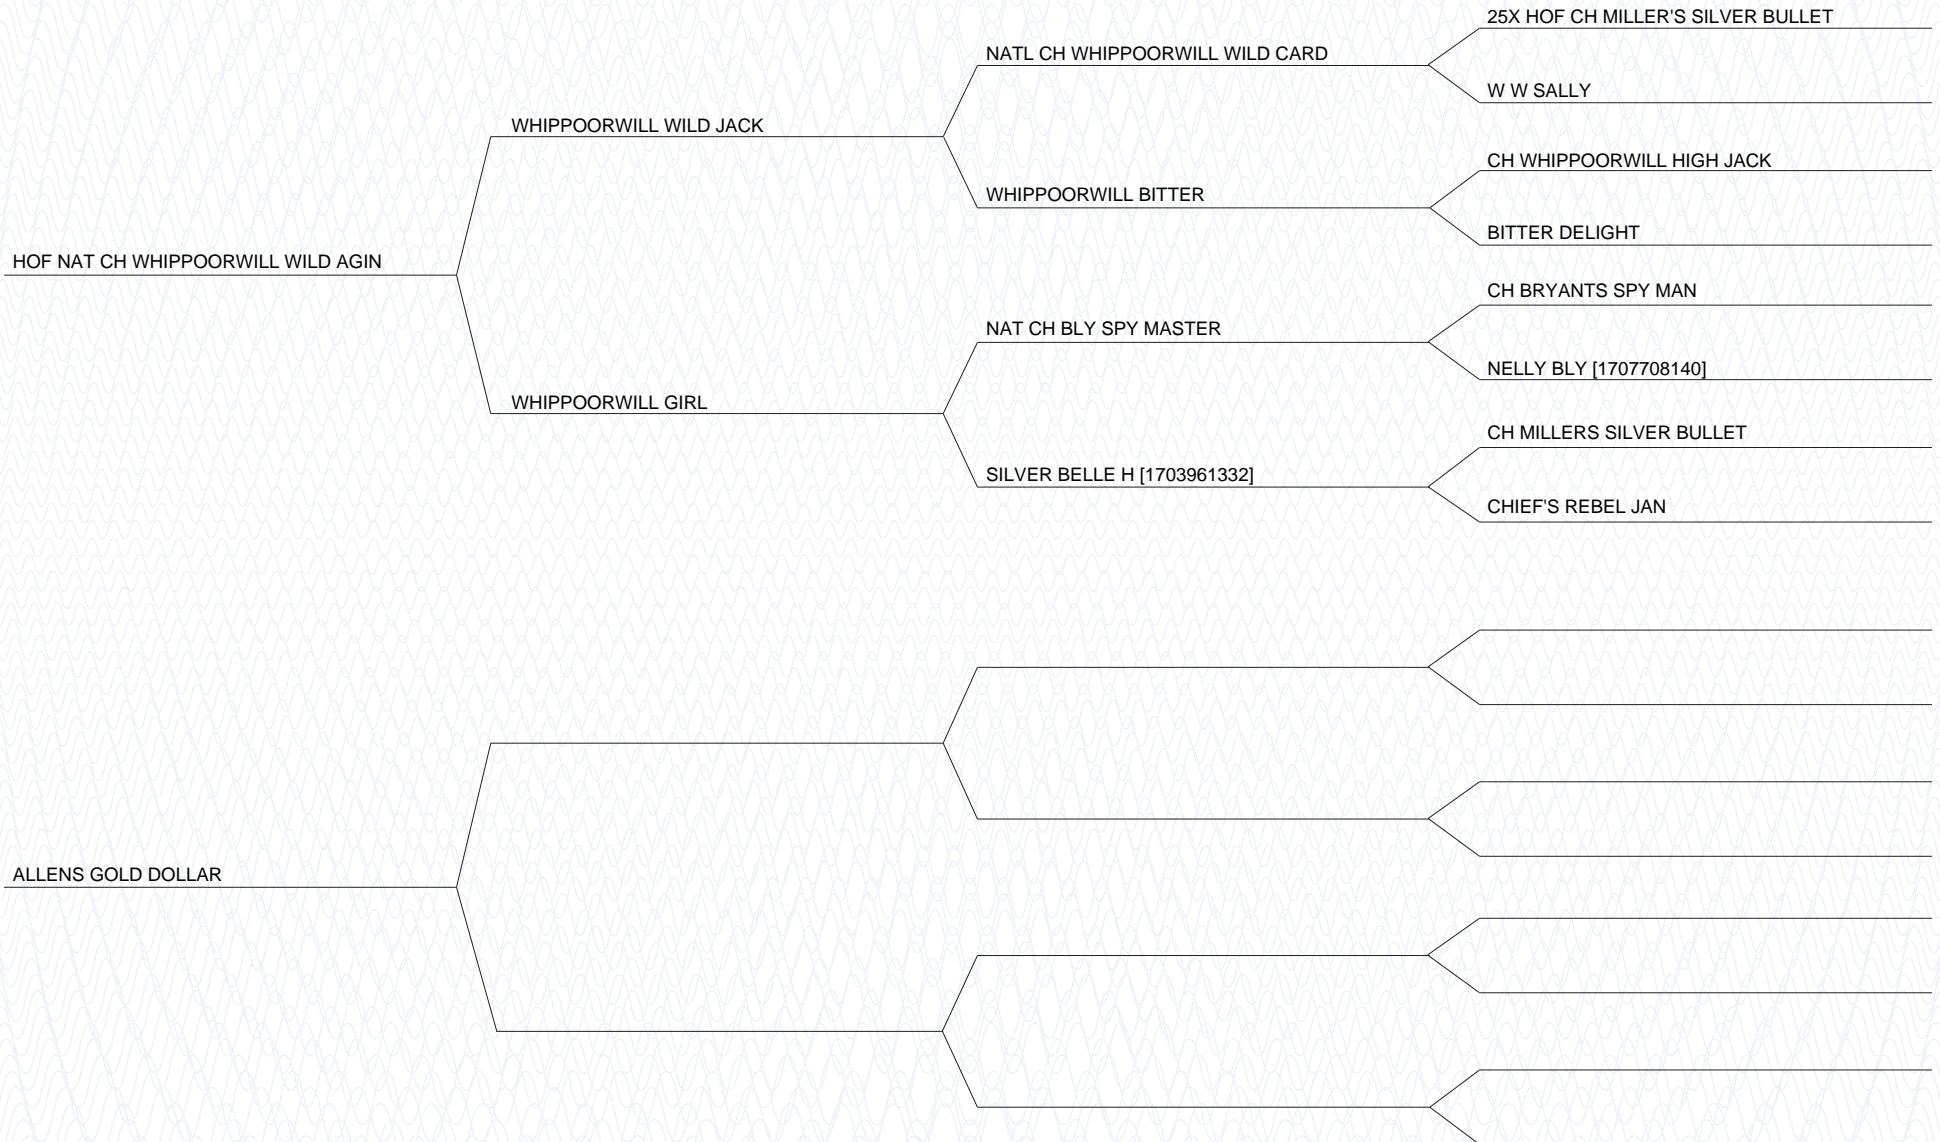 25X HOF CH MILLER'S SILVER BULLET
NATL CH WHIPPOORWILL WILD CARD
W W SALLY
WHIPPOORWILL WILD JACK
CH WHIPPOORWILL HIGH JACK
WHIPPOORWILL BITTER
BITTER DELIGHT
HOF NAT CH WHIPPOORWILL WILD AGIN
CH BRYANTS SPY MAN
NAT CH BLY SPY MASTER
NELLY BLY [1707708140]
WHIPPOORWILL GIRL
CH MILLERS SILVER BULLET
SILVER BELLE H [1703961332]
CHIEF'S REBEL JAN
ALLENS GOLD DOLLAR